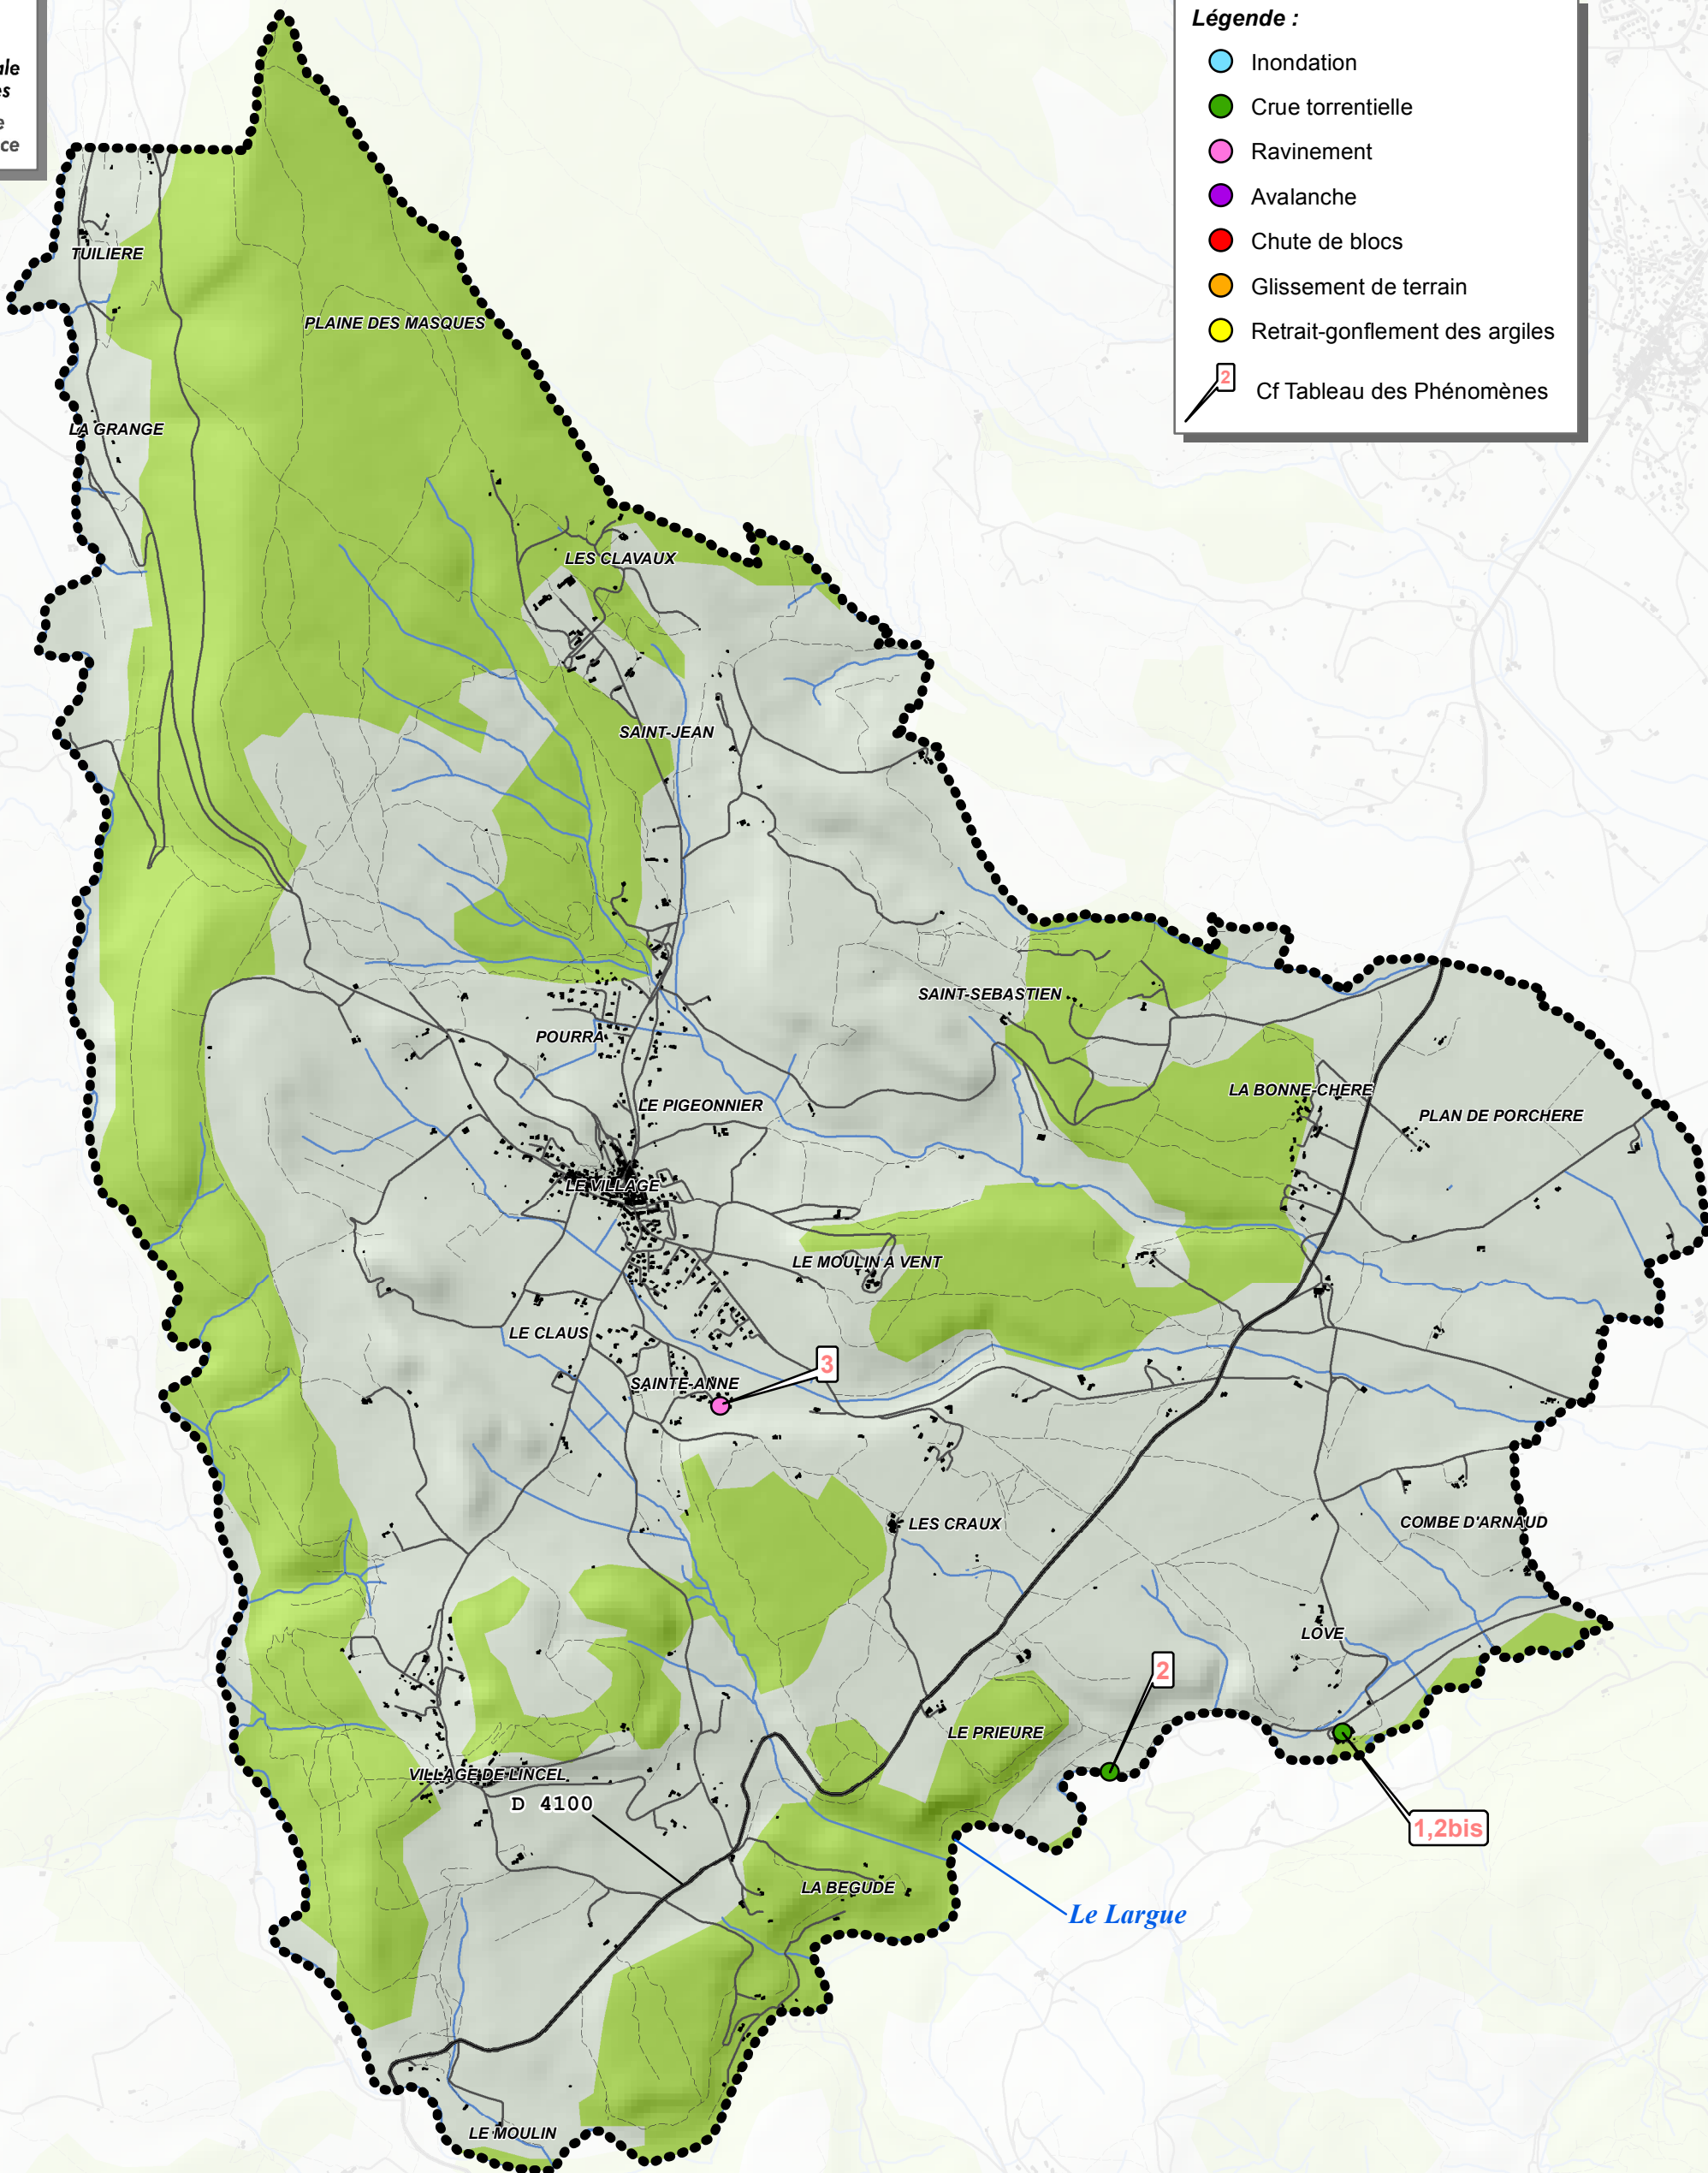 Légende :
Inondation
Crue torrentielle
Ravinement
Avalanche
Chute de blocs
Glissement de terrain
Retrait-gonflement des argiles
2
Cf Tableau des Phénomènes
TUILIERE
PLAINE DES MASQUES
LA GRANGE
LES CLAVAUX
SAINT-JEAN
SAINT-SEBASTIEN
POURRA
LE PIGEONNIER
LA BONNE-CHERE
PLAN DE PORCHERE
LE VILLAGE
LE MOULIN A VENT
LE CLAUS
3
SAINTE-ANNE
LES CRAUX
COMBE D'ARNAUD
LOVE
2
LE PRIEURE
VILLAGE DE LINCEL
D 4100
1,2bis
LA BEGUDE
Le Largue
LE MOULIN